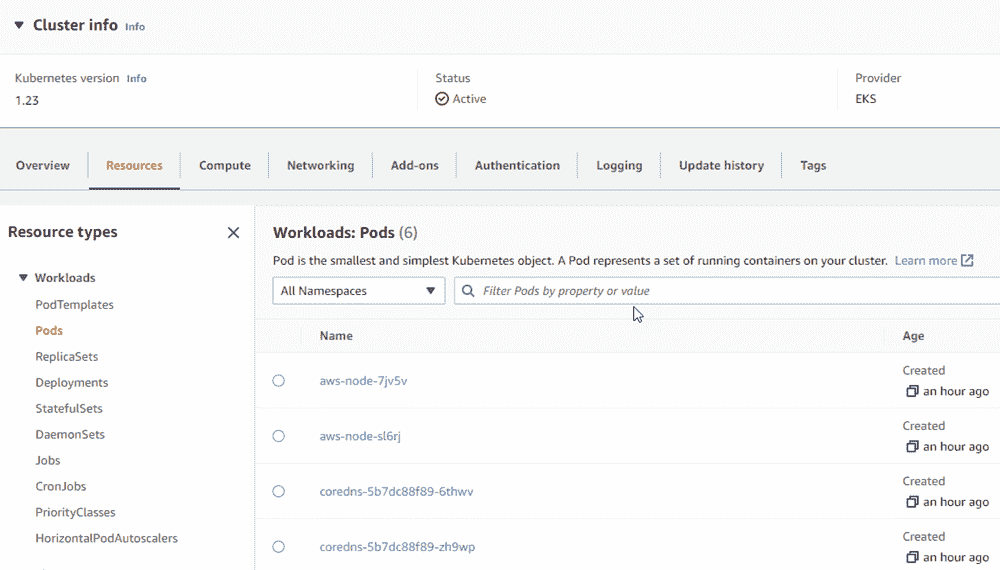 Cluster info Info
Kubernetes version Info
1.23
Status
Active
Provider
EKS
Overview
Resources
Compute
Networking
Add-ons
Authentication
Logging
Update history
Tags
Resource types
Workloads
PodTemplates
Pods
ReplicaSets
Deployments
StatefulSets
DaemonSets
Jobs
CronJobs
PriorityClasses
HorizontalPodAutoscalers
Workloads: Pods (6)
Pod is the smallest and simplest Kubernetes object. A Pod represents a set of running containers on your cluster. Learn more
All Namespaces
Filter Pods by property or value
Name
Age
aws-node-7jv5v
Created
an hour ago
aws-node-sl6rj
Created
an hour ago
coredns-5b7dc88f89-6thwv
Created
an hour ago
coredns-5b7dc88f89-zh9wp
Created
an hour ago